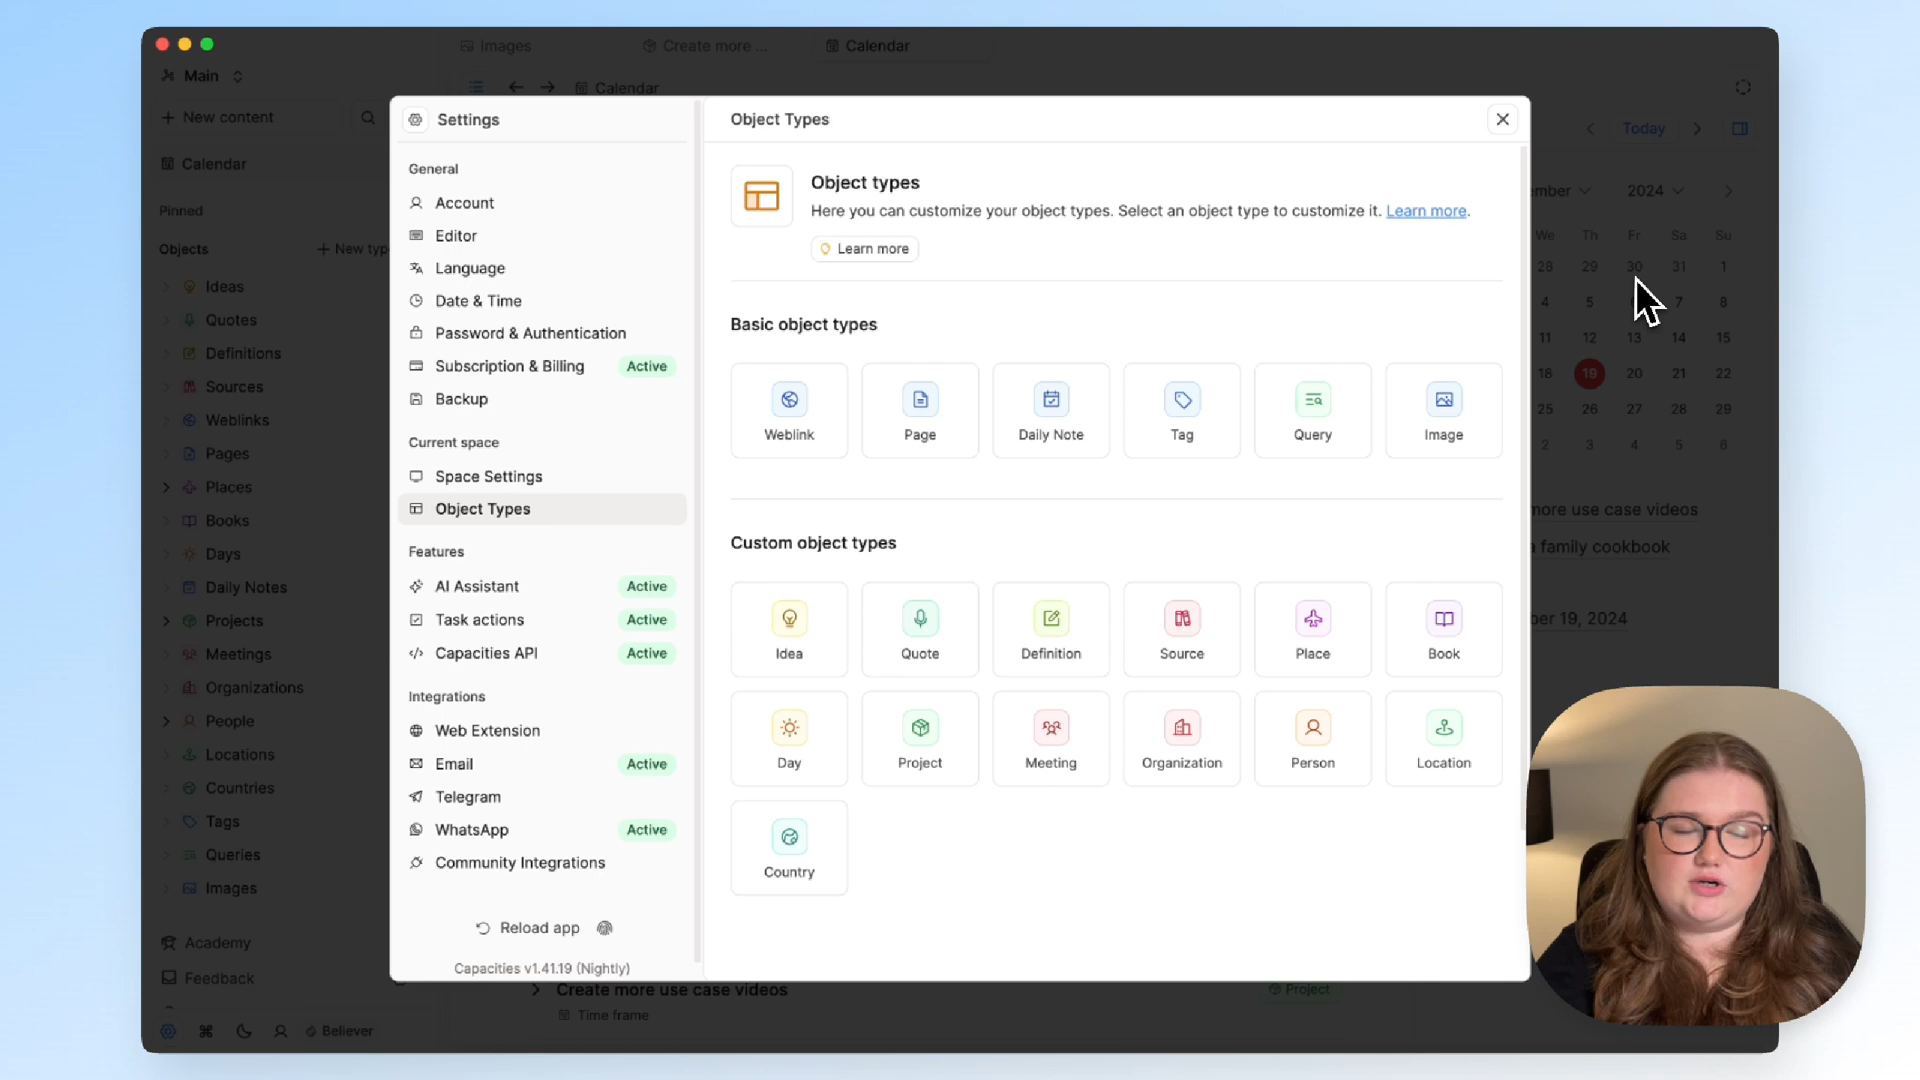 Images
Create more ...
Calendar
Main
Calendar
New content
Calendar
Pinned
Objects
New typ
Ideas
Quotes
Definitions
Sources
Weblinks
Pages
Places
Books
Days
Daily Notes
Projects
Meetings
Organizations
People
Locations
Countries
Tags
Queries
Images
Academy
Feedback
Believer
Settings
General
Account
Editor
Language
Date & Time
Password & Authentication
Subscription & Billing Active
Backup
Current space
Space Settings
Object Types
Features
AI Assistant Active
Task actions Active
Capacities API Active
Integrations
Web Extension
Email Active
Telegram
WhatsApp Active
Community Integrations
Reload app
Capacities v1.41.19 (Nightly)
Object Types
Object types
Here you can customize your object types. Select an object type to customize it. Learn more.
Learn more
Basic object types
Weblink Page Daily Note Tag Query Image
Custom object types
Idea Quote Definition Source Place Book
Day Project Meeting Organization Person Location
Country
Create more use case videos
Project
Time frame
Today
ember 2024
We Th Fr Sa Su
28 29 30 31 1
4 5 7 8
11 12 13 14 15
18 19 20 21 22
25 26 27 28 29
2 3 4 5 6
more use case videos
a family cookbook
ber 19, 2024